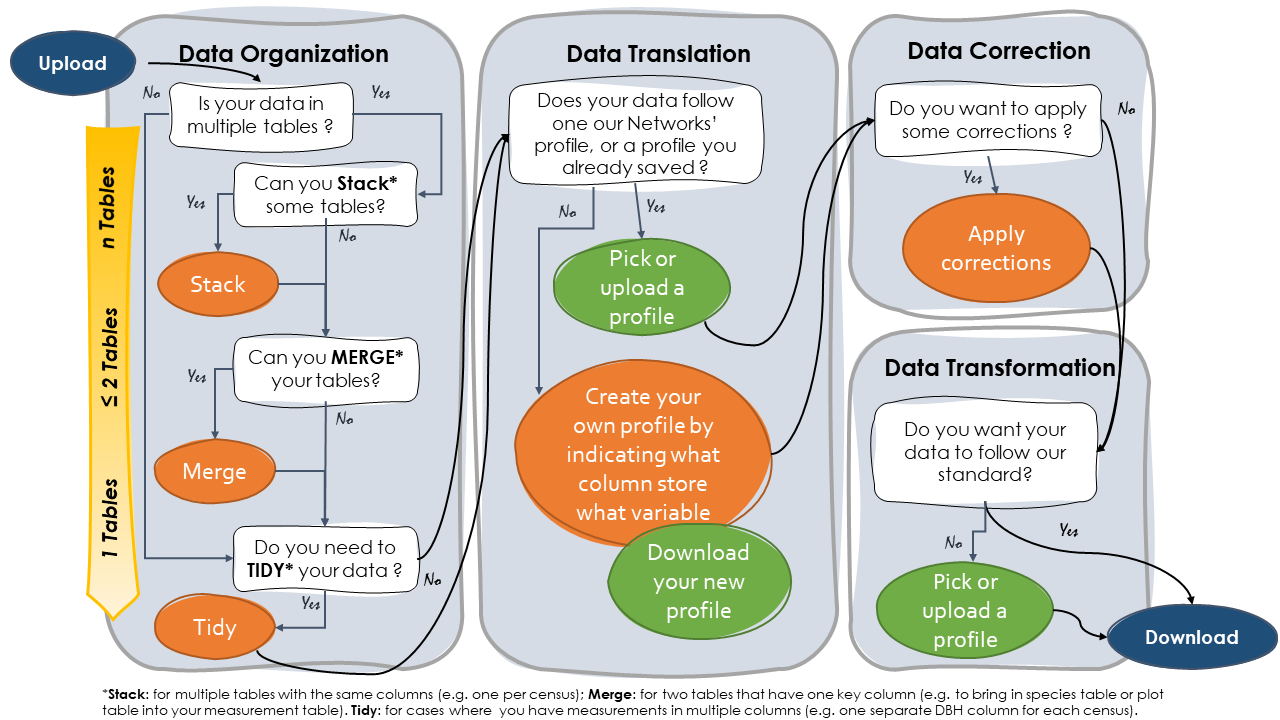 Upload
Data Organization
No
Yes
Is your data in
multiple tables ?
Can you Stack*
some tables?
Yes
No
Stack
Can you MERGE*
your tables?
Yes
No
Merge
Do you need to
TIDY* your data ?
No
Yes
Tidy
n Tables
≤ 2 Tables
1 Tables
Data Translation
Does your data follow
one our Networks'
profile, or a profile you
already saved ?
No
Yes
Pick or
upload a
profile
Create your
own profile by
indicating what
column store
what variable
Download
your new
profile
Data Correction
Do you want to apply
some corrections ?
No
Yes
Apply
corrections
Data Transformation
Do you want your
data to follow our
standard?
No
Yes
Pick or
upload a
profile
Download
*Stack: for multiple tables with the same columns (e.g. one per census); Merge: for two tables that have one key column (e.g. to bring in species table or plot
table into your measurement table). Tidy: for cases where you have measurements in multiple columns (e.g. one separate DBH column for each census).